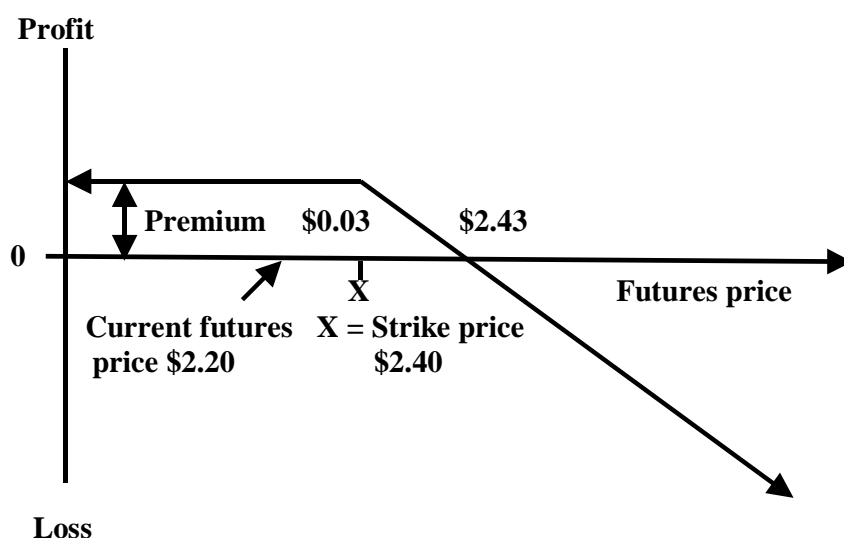 Profit
Premium $0.03 $2.43
0
X Futures price
Current futures X = Strike price
price $2.20 $2.40
Loss